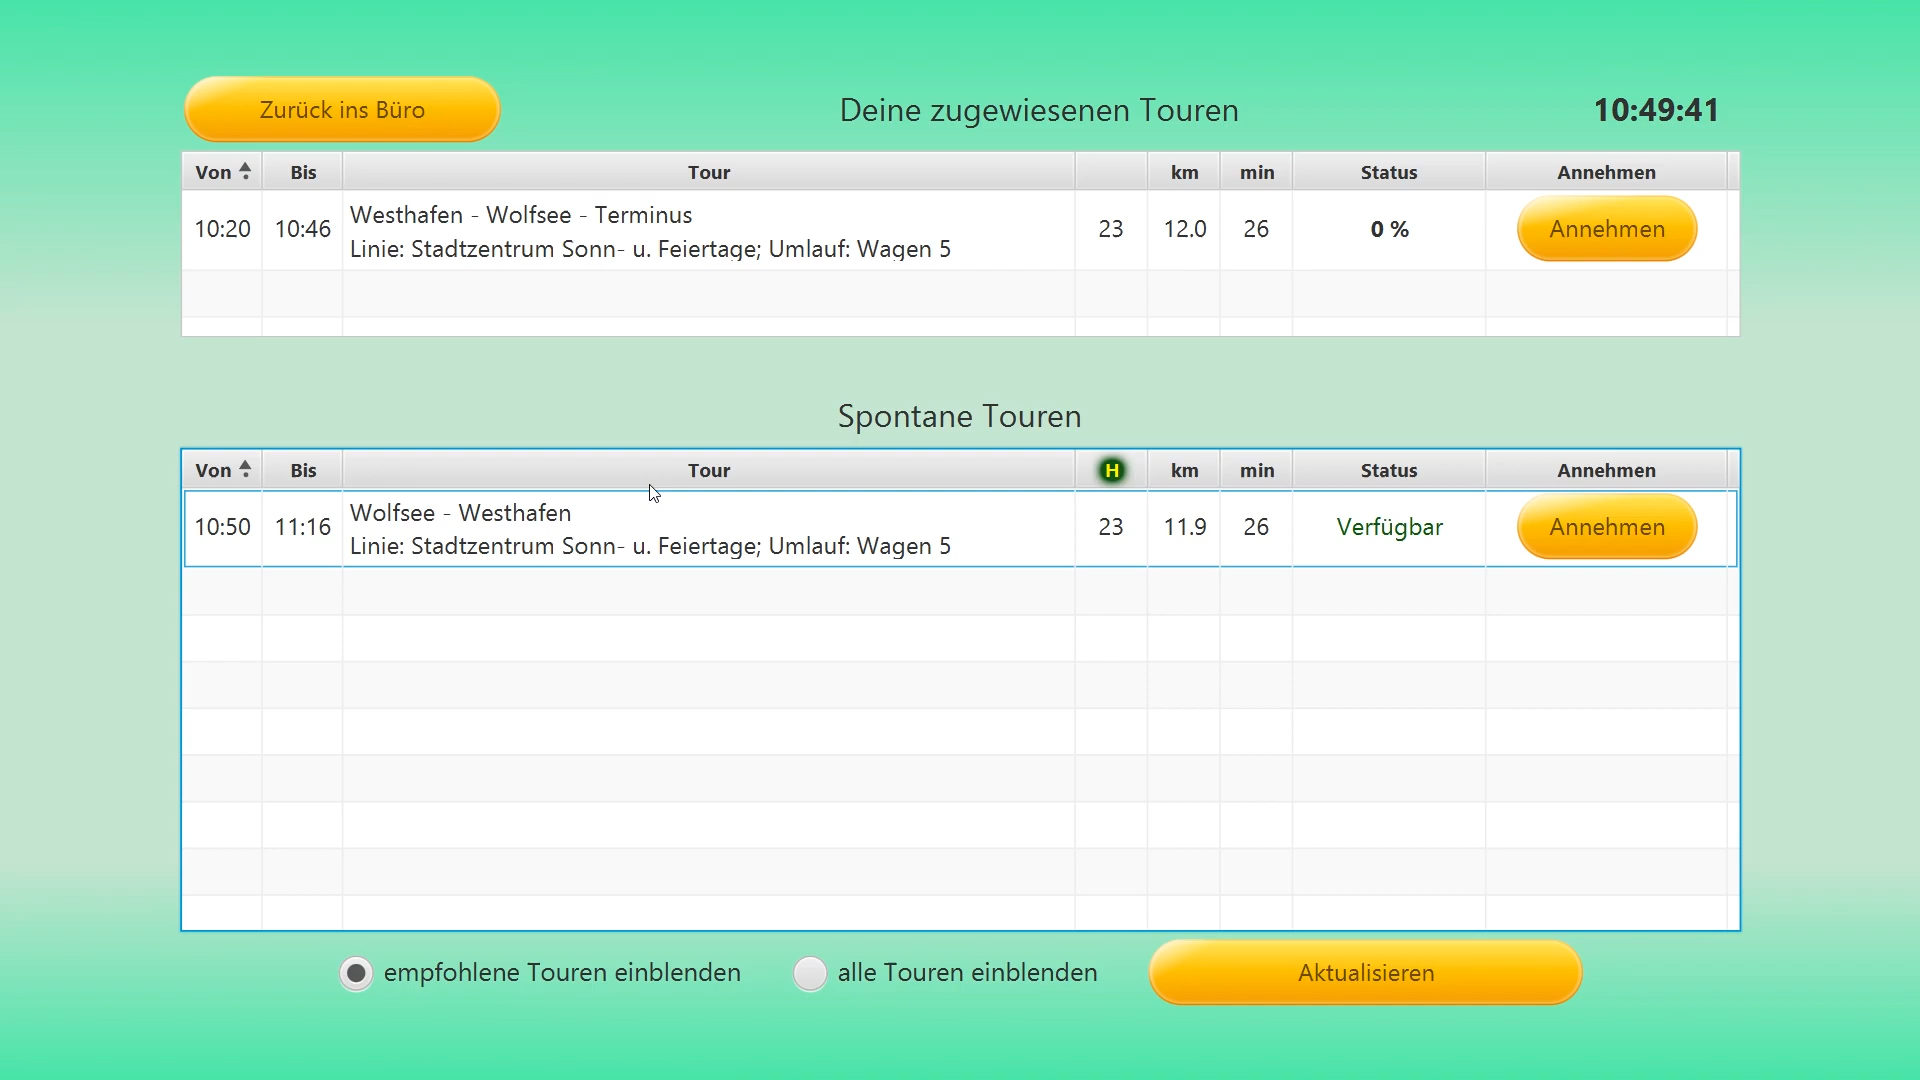 Zurück ins Büro
Deine zugewiesenen Touren
10:49:41
Von Bis Tour km min Status Annehmen
10:20 10:46 Westhafen - Wolfsee - Terminus 23 12.0 26 0 % Annehmen
Linie: Stadtzentrum Sonn- u. Feiertage; Umlauf: Wagen 5
Spontane Touren
Von Bis Tour H km min Status Annehmen
10:50 11:16 Wolfsee - Westhafen 23 11.9 26 Verfügbar Annehmen
Linie: Stadtzentrum Sonn- u. Feiertage; Umlauf: Wagen 5
empfohlene Touren einblenden
alle Touren einblenden
Aktualisieren